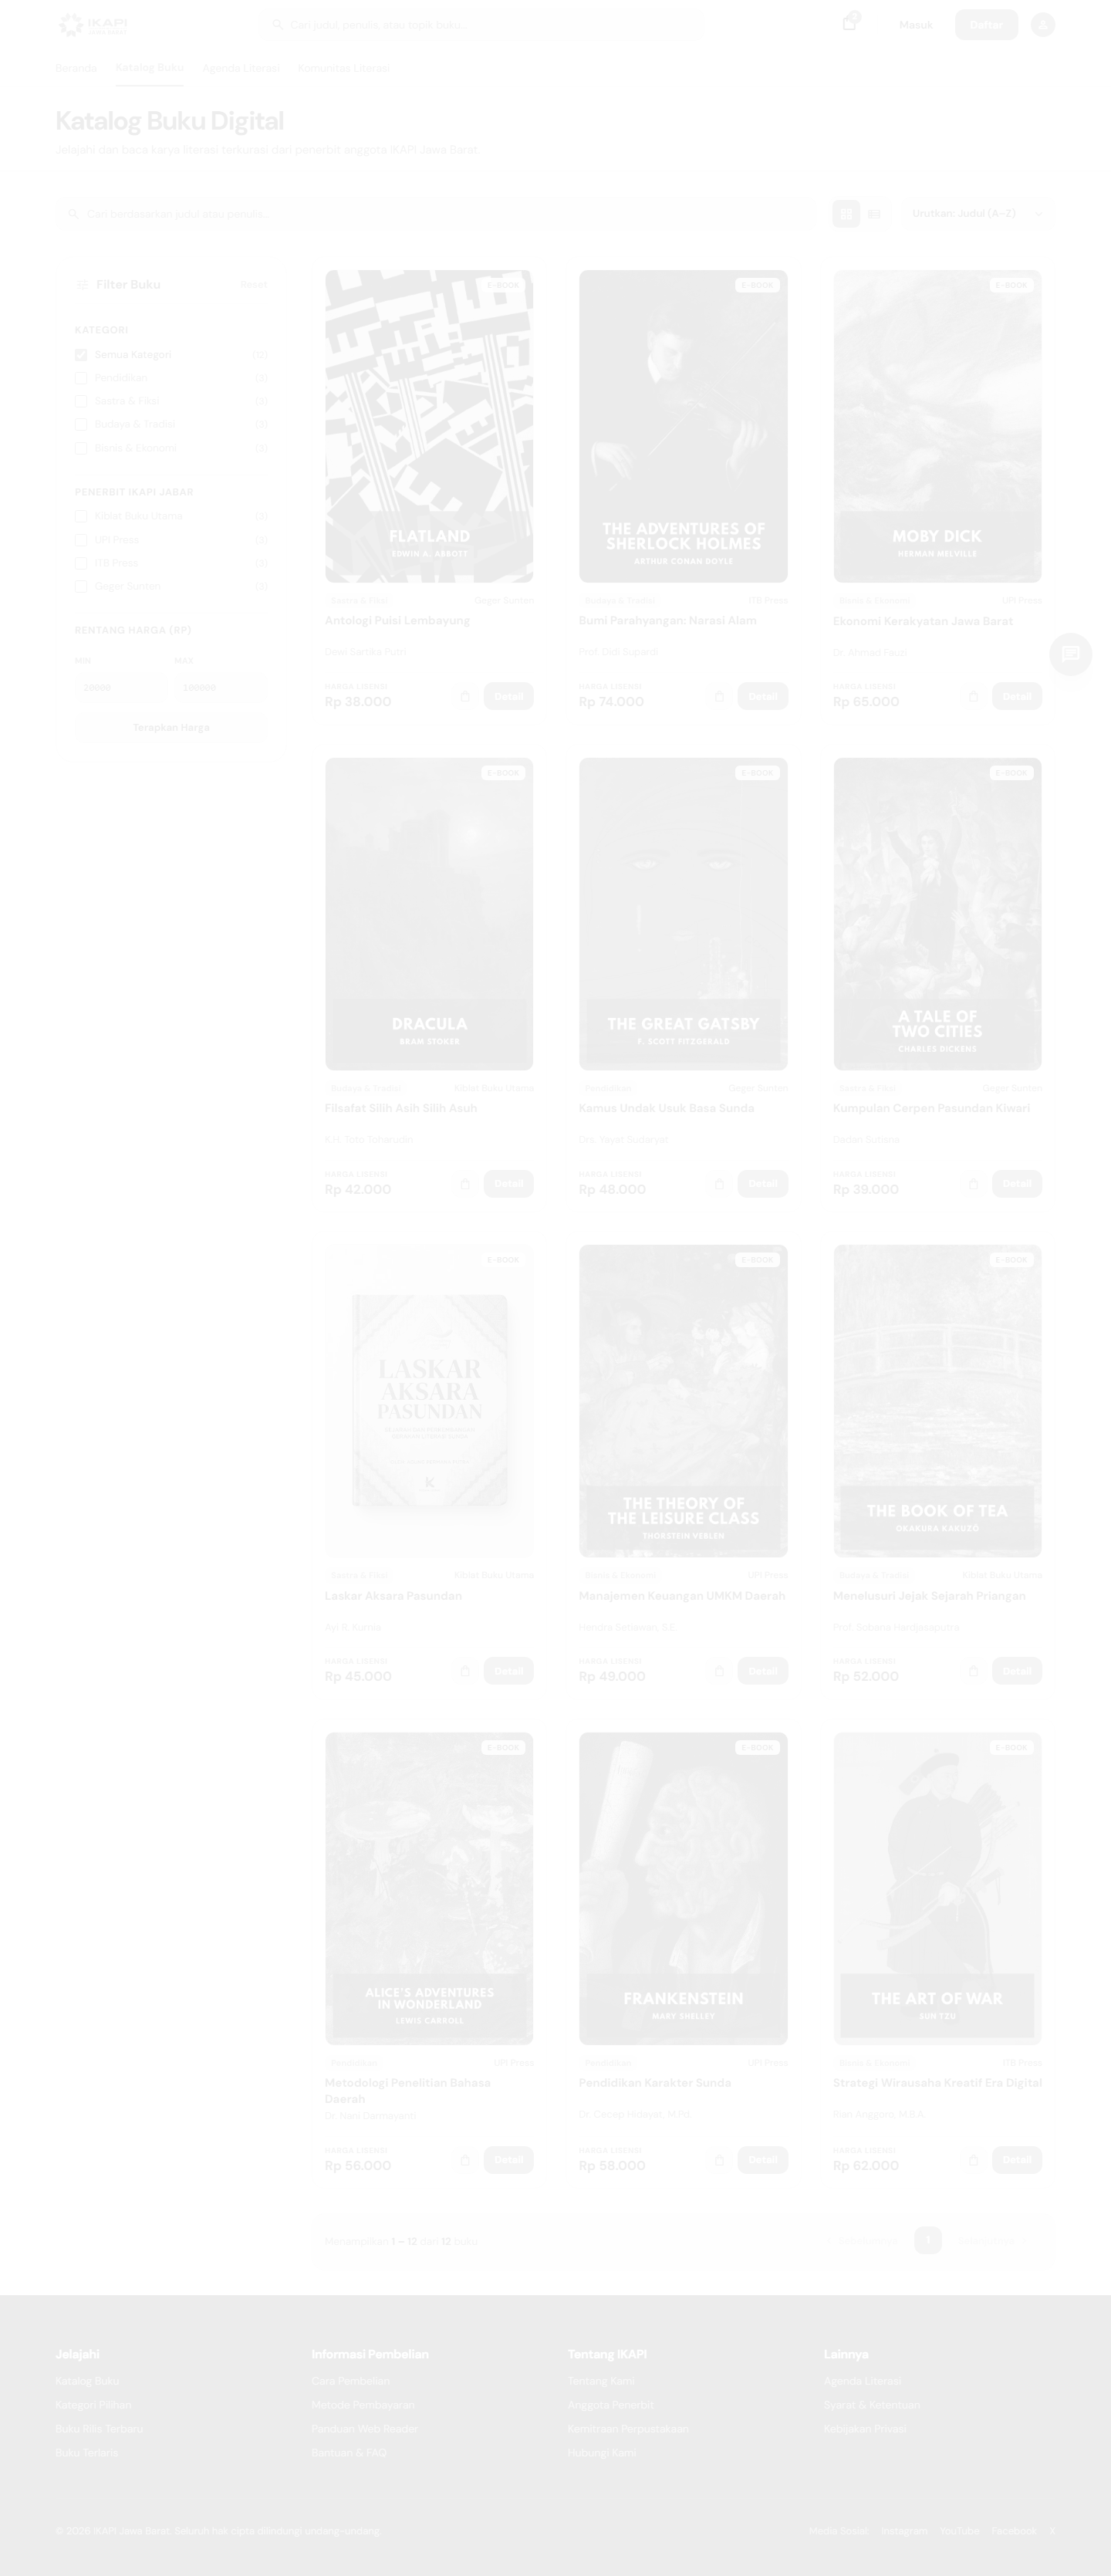 IKAPI
JAWA BARAT
Cari judul, penulis, atau topik buku...
2
Masuk
Daftar
Beranda
Katalog Buku
Agenda Literasi
Komunitas Literasi
Katalog Buku Digital
Jelajahi dan baca karya literasi terkurasi dari penerbit anggota IKAPI Jawa Barat.
Cari berdasarkan judul atau penulis...
Urutkan: Judul (A-Z)
Filter Buku
Reset
KATEGORI
Semua Kategori (12)
Pendidikan (3)
Sastra & Fiksi (3)
Budaya & Tradisi (3)
Bisnis & Ekonomi (3)
PENERBIT IKAPI JABAR
Kiblat Buku Utama (3)
UPI Press (3)
ITB Press (3)
Geger Sunten (3)
RENTANG HARGA (RP)
MIN
MAX
20000
100000
Terapkan Harga
E-BOOK
FLATLAND
EDWIN A. ABBOTT
Sastra & Fiksi
Geger Sunten
Antologi Puisi Lembayung
Dewi Sartika Putri
HARGA LISENSI
Rp 38.000
Detail
E-BOOK
THE ADVENTURES OF
SHERLOCK HOLMES
ARTHUR CONAN DOYLE
Budaya & Tradisi
ITB Press
Bumi Parahyangan: Narasi Alam
Prof. Didi Supardi
HARGA LISENSI
Rp 74.000
Detail
E-BOOK
MOBY DICK
HERMAN MELVILLE
Bisnis & Ekonomi
UPI Press
Ekonomi Kerakyatan Jawa Barat
Dr. Ahmad Fauzi
HARGA LISENSI
Rp 65.000
Detail
E-BOOK
DRACULA
BRAM STOKER
Budaya & Tradisi
Kiblat Buku Utama
Filsafat Silih Asih Silih Asuh
K.H. Toto Toharudin
HARGA LISENSI
Rp 42.000
Detail
E-BOOK
THE GREAT GATSBY
F. SCOTT FITZGERALD
Pendidikan
Geger Sunten
Kamus Undak Usuk Basa Sunda
Drs. Yayat Sudaryat
HARGA LISENSI
Rp 48.000
Detail
E-BOOK
A TALE OF
TWO CITIES
CHARLES DICKENS
Sastra & Fiksi
Geger Sunten
Kumpulan Cerpen Pasundan Kiwari
Dadan Sutisna
HARGA LISENSI
Rp 39.000
Detail
E-BOOK
LASKAR
AKSARA
PASUNDAN
Sastra & Fiksi
Kiblat Buku Utama
Laskar Aksara Pasundan
Ayi R. Kurnia
HARGA LISENSI
Rp 45.000
Detail
E-BOOK
THE THEORY OF
THE LEISURE CLASS
THORSTEIN VEBLEN
Bisnis & Ekonomi
UPI Press
Manajemen Keuangan UMKM Daerah
Hendra Setiawan, S.E.
HARGA LISENSI
Rp 49.000
Detail
E-BOOK
THE BOOK OF TEA
OKAKURA KAKUZŌ
Budaya & Tradisi
Kiblat Buku Utama
Menelusuri Jejak Sejarah Priangan
Prof. Sobana Hardjasaputra
HARGA LISENSI
Rp 52.000
Detail
E-BOOK
ALICE'S ADVENTURES
IN WONDERLAND
LEWIS CARROLL
Pendidikan
UPI Press
Metodologi Penelitian Bahasa
Daerah
Dr. Nani Darmayanti
HARGA LISENSI
Rp 56.000
Detail
E-BOOK
FRANKENSTEIN
MARY SHELLEY
Pendidikan
UPI Press
Pendidikan Karakter Sunda
Dr. Cecep Hidayat, M.Pd.
HARGA LISENSI
Rp 58.000
Detail
E-BOOK
THE ART OF WAR
SUN TZU
Bisnis & Ekonomi
ITB Press
Strategi Wirausaha Kreatif Era Digital
Rian Anggoro, M.B.A.
HARGA LISENSI
Rp 62.000
Detail
Menampilkan 1 – 12 dari 12 buku
1
Jelajahi
Katalog Buku
Kategori Pilihan
Buku Rilis Terbaru
Buku Terlaris
Informasi Pembelian
Cara Pembelian
Metode Pembayaran
Panduan Web Reader
Bantuan & FAQ
Tentang IKAPI
Tentang Kami
Anggota Penerbit
Kemitraan Perpustakaan
Hubungi Kami
Lainnya
Agenda Literasi
Syarat & Ketentuan
Kebijakan Privasi
© 2026 IKAPI Jawa Barat. Seluruh hak cipta dilindungi undang-undang.
Media Sosial:
Instagram
YouTube
Facebook
X